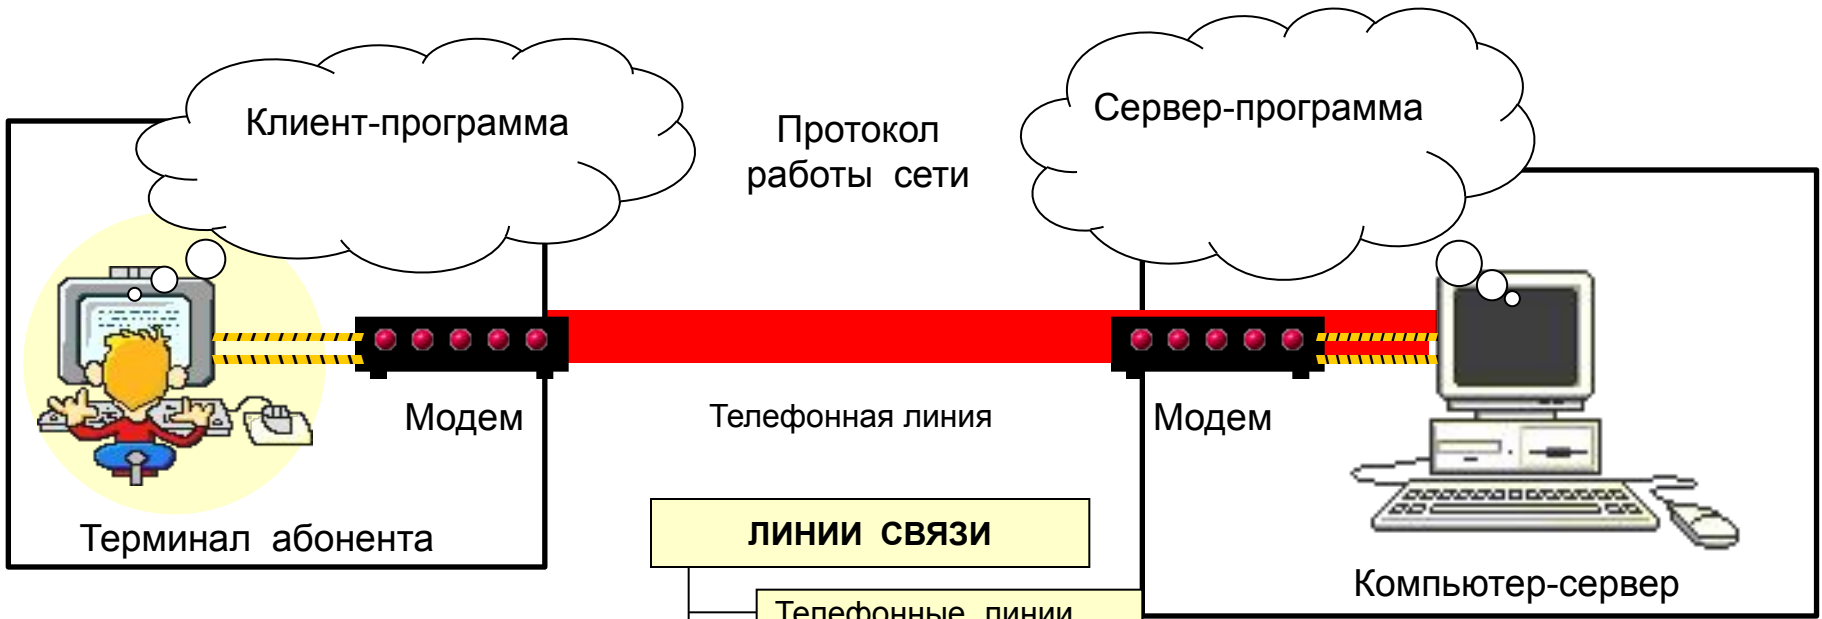 Клиент-программа
Протокол
работы сети
Сервер-программа
Модем
Телефонная линия
Модем
Терминал абонента
ЛИНИИ СВЯЗИ
Компьютер-сервер
Телефонные линии